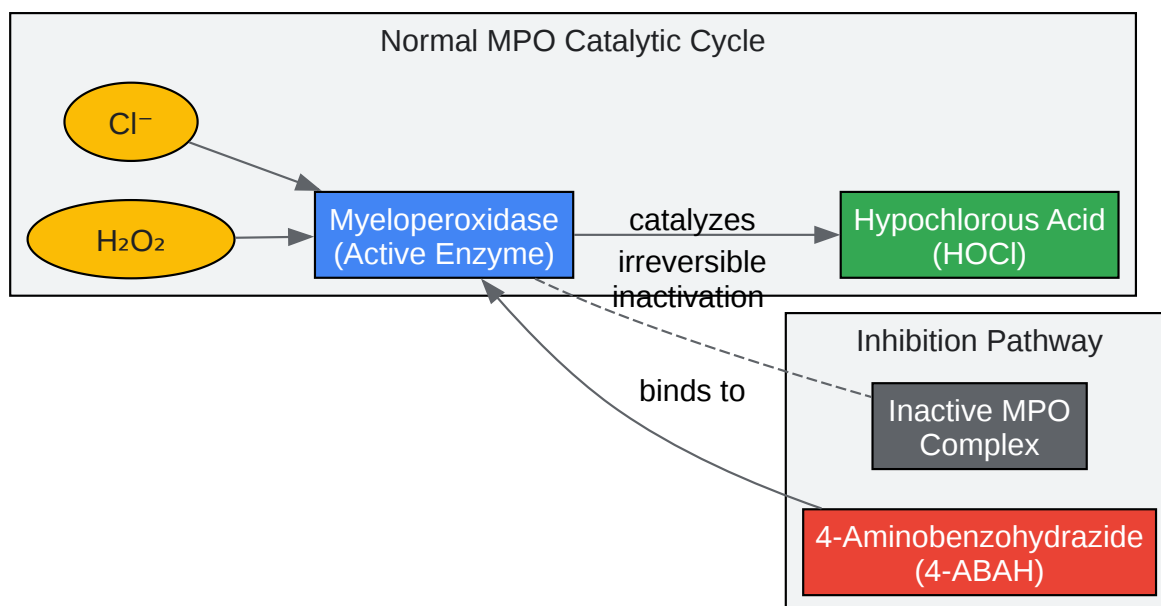 Normal MPO Catalytic Cycle
Cl⁻
H₂O₂
Myeloperoxidase
(Active Enzyme)
catalyzes
Hypochlorous Acid
(HOCl)
irreversible
inactivation
Inhibition Pathway
binds to
Inactive MPO
Complex
4-Aminobenzohydrazide
(4-ABAH)